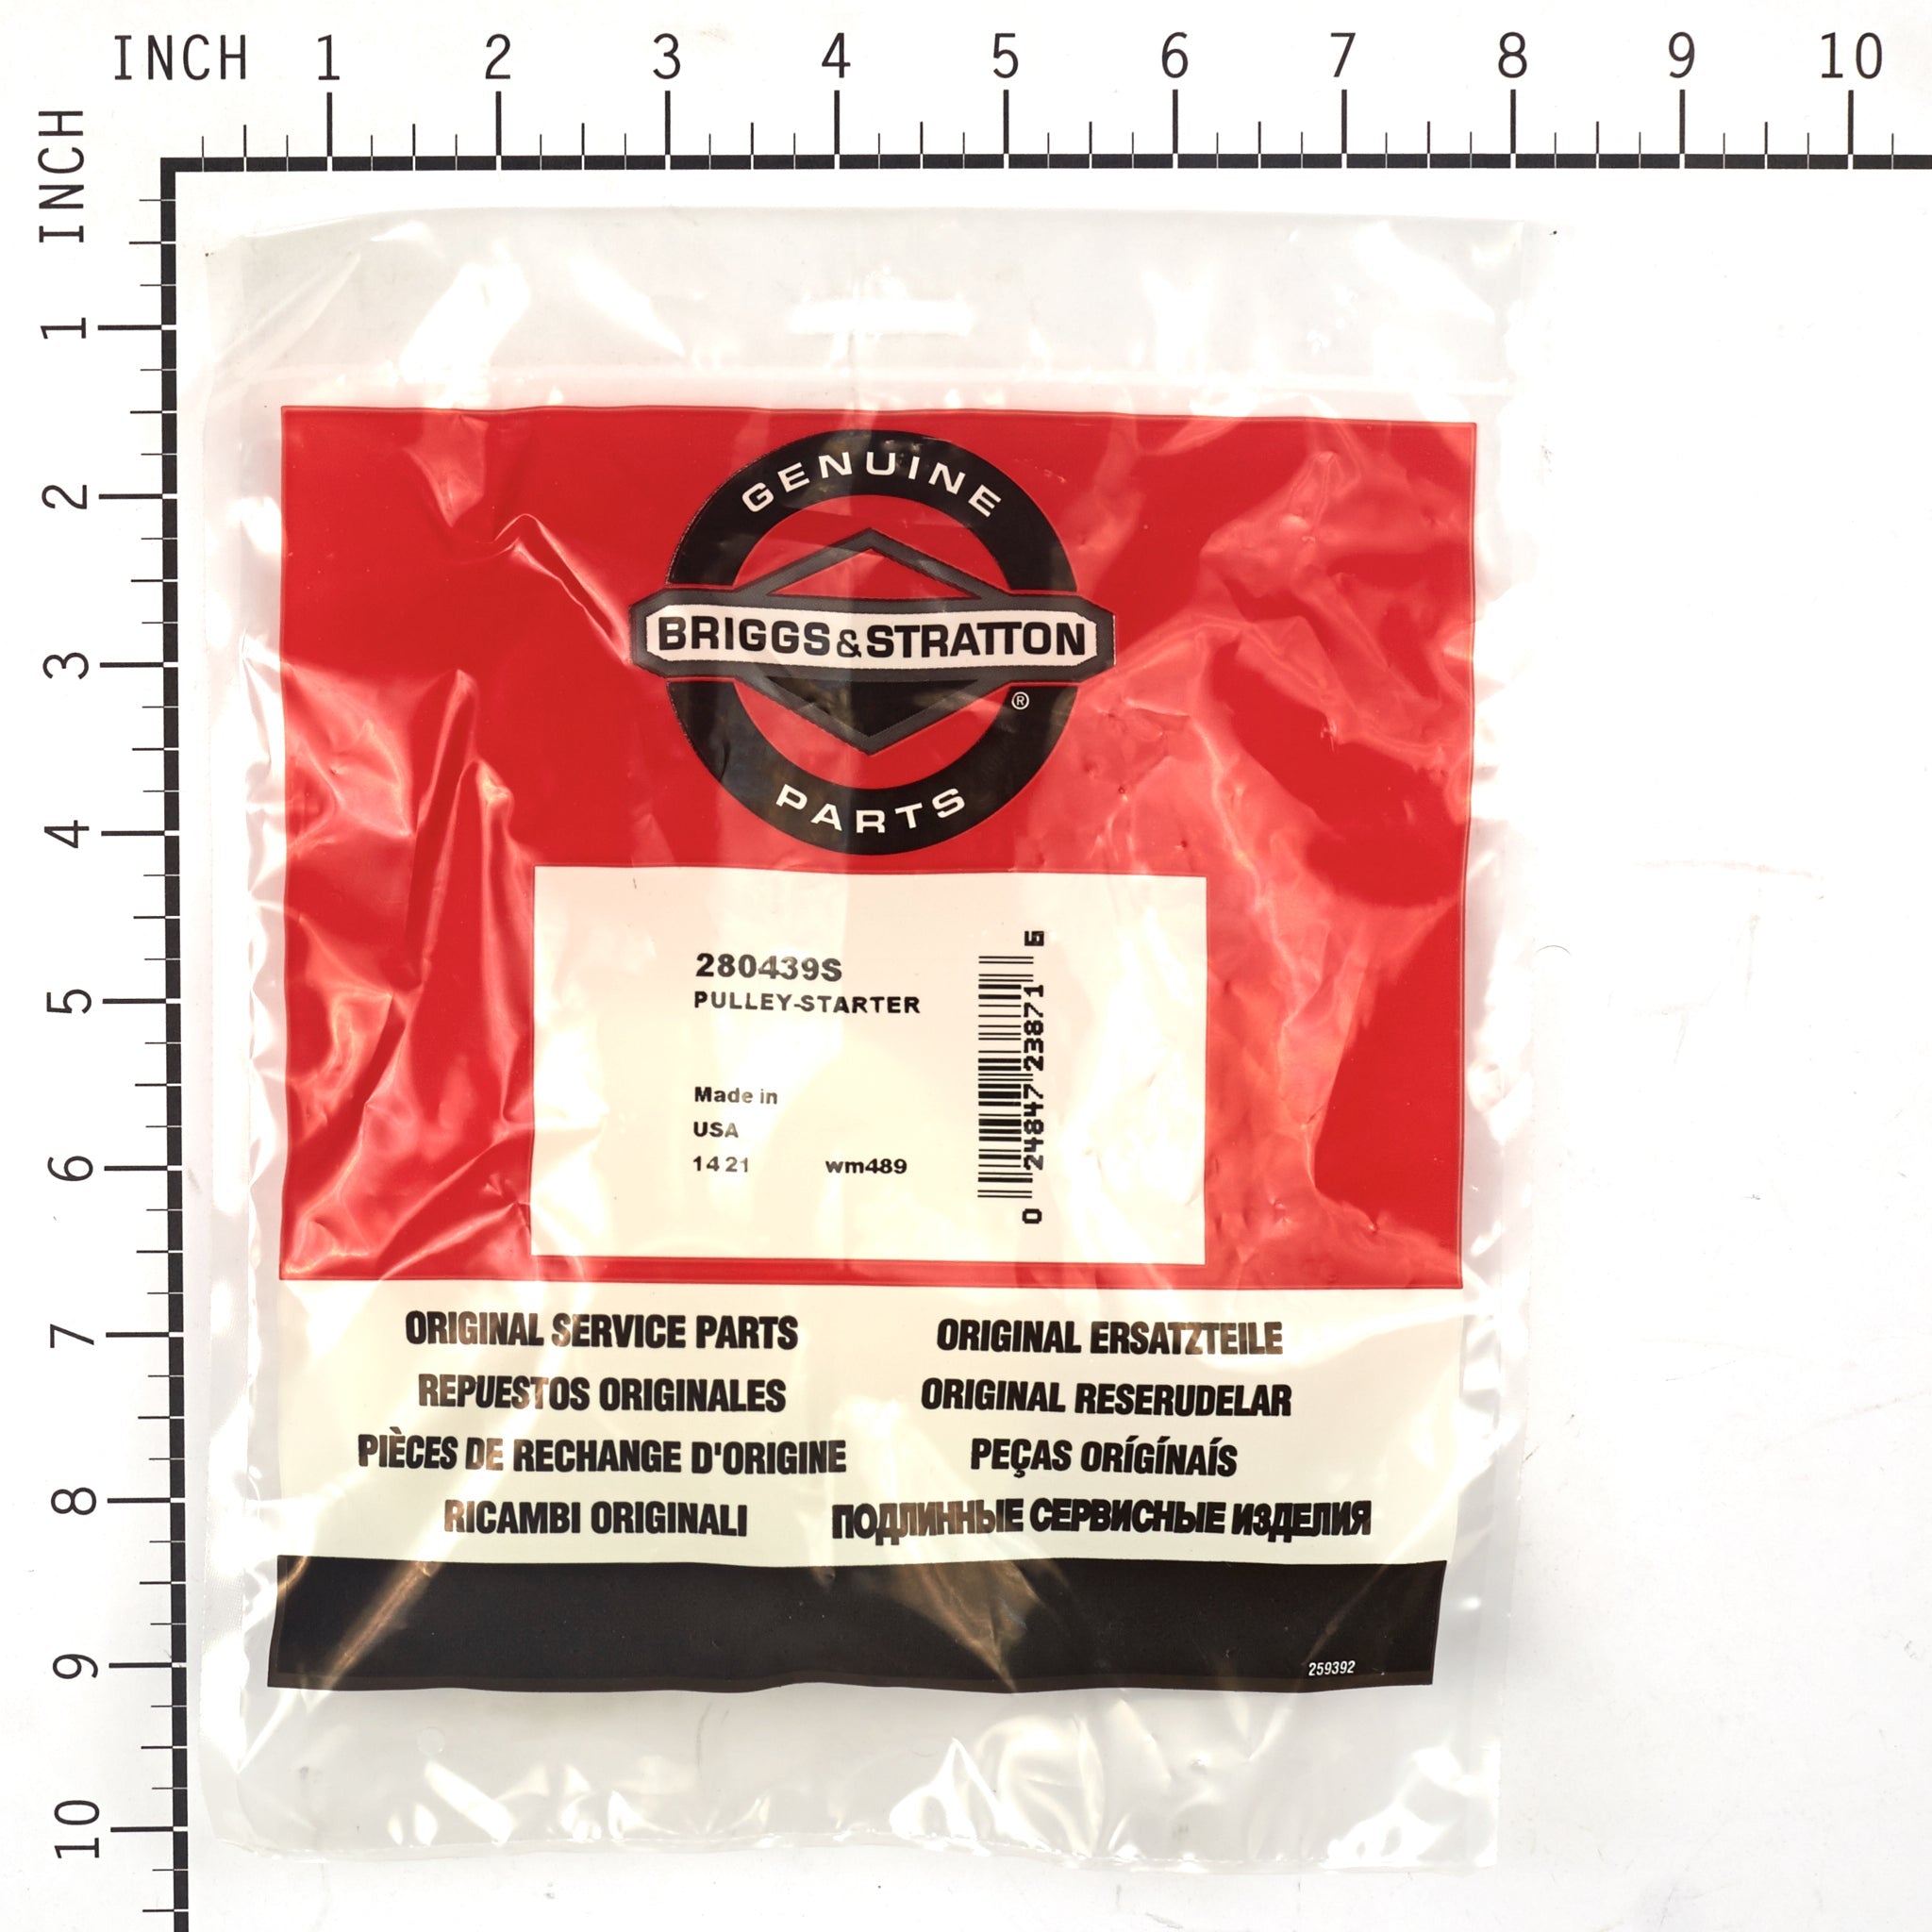 INCH 1 2 3 4 5 6 7 8 9 10
INCH 1 2 3 4 5 6 7 8 9 10
GENUINE
BRIGGS&STRATTON
®
PARTS
280439S
PULLEY-STARTER
Made in
USA
14 21 wm489
0 24847 23871 6
ORIGINAL SERVICE PARTS
REPUESTOS ORIGINALES
PIÈCES DE RECHANGE D'ORIGINE
RICAMBI ORIGINALI
ORIGINAL ERSATZTEILE
ORIGINAL RESERUDELAR
PEÇAS ORÍGÍNAÍS
ПОДЛИННЫЕ СЕРВИСНЫЕ ИЗДЕЛИЯ
259392